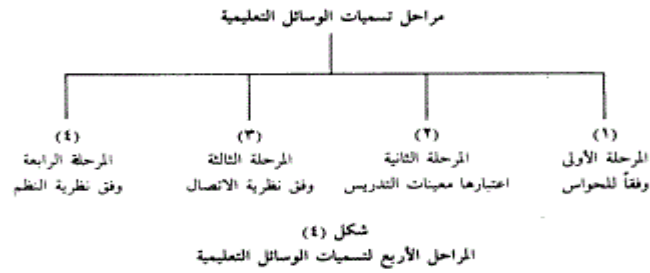 مراحل تسميات الوسائل التعليمية
(١) (٢) (٣) (٤)
المرحلة الأولى المرحلة الثانية المرحلة الثالثة المرحلة الرابعة
وفقاً للحواس اعتبارها معينات التدريس وفق نظرية الاتصال وفق نظرية النظم
شكل (٤)
المراحل الأربع لتسميات الوسائل التعليمية